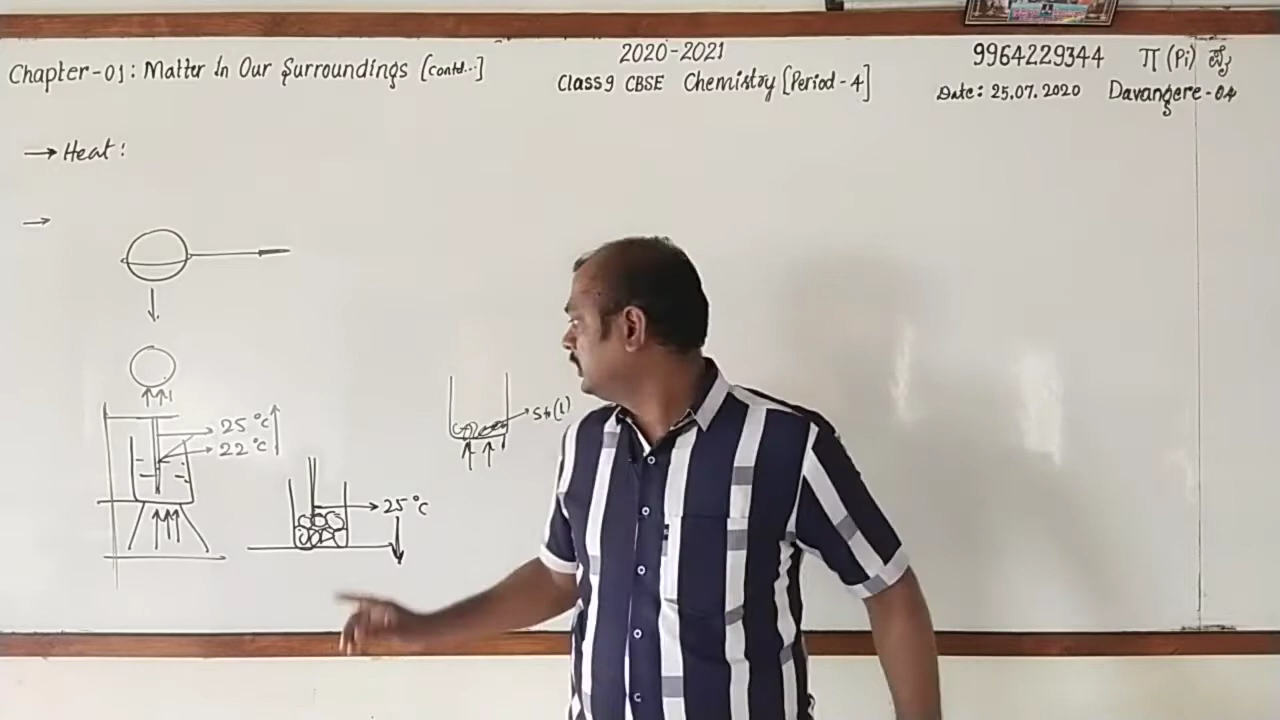 2020-2021
9964229344 π (Pi) ಪೈ
Chapter-01: Matter In Our Surroundings [Contd...]
Class 9 CBSE Chemistry [Period-4]
Date: 25.07.2020 Davangere-04
→ Heat:
→
25°C
22°C
25°C